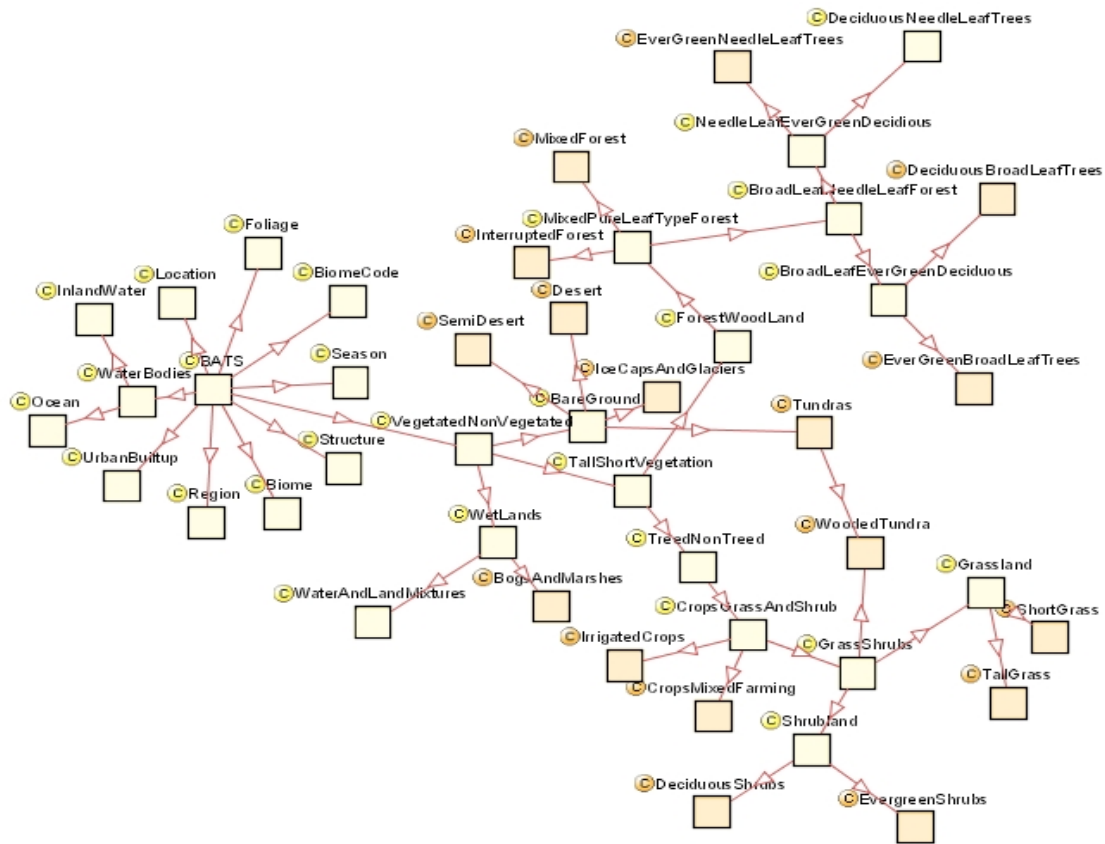 DeciduousNeedleLeafTrees
EverGreenNeedleLeafTrees
NeedleLeafEverGreenDecidious
MixedForest
DeciduousBroadLeafTrees
BroadLeafNeedleLeafForest
MixedPureLeafTypeForest
Foliage
InterruptedForest
BroadLeafEverGreenDeciduous
Location
BiomeCode
InlandWater
Desert
SemiDesert
ForestWoodLand
Season
BATS
EverGreenBroadLeafTrees
IceCapsAndGlaciers
WaterBodies
BareGround
Ocean
Tundras
VegetatedNonVegetated
Structure
UrbanBuiltup
TallShortVegetation
Biome
Region
WetLands
WoodedTundra
TreedNonTreed
Grassland
BogsAndMarshes
WaterAndLandMixtures
CropsGrassAndShrub
ShortGrass
IrrigatedCrops
GrassShrubs
TallGrass
CropsMixedFarming
Shrubland
DeciduousShrubs
EvergreenShrubs